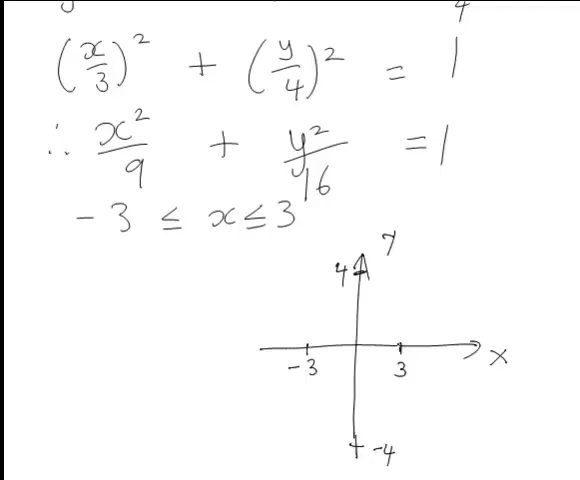 (x/3)² + (y/4)² = 1
∴ x²/9 + y²/16 = 1
-3 ≤ x ≤ 3
y
4
-3 3 x
-4